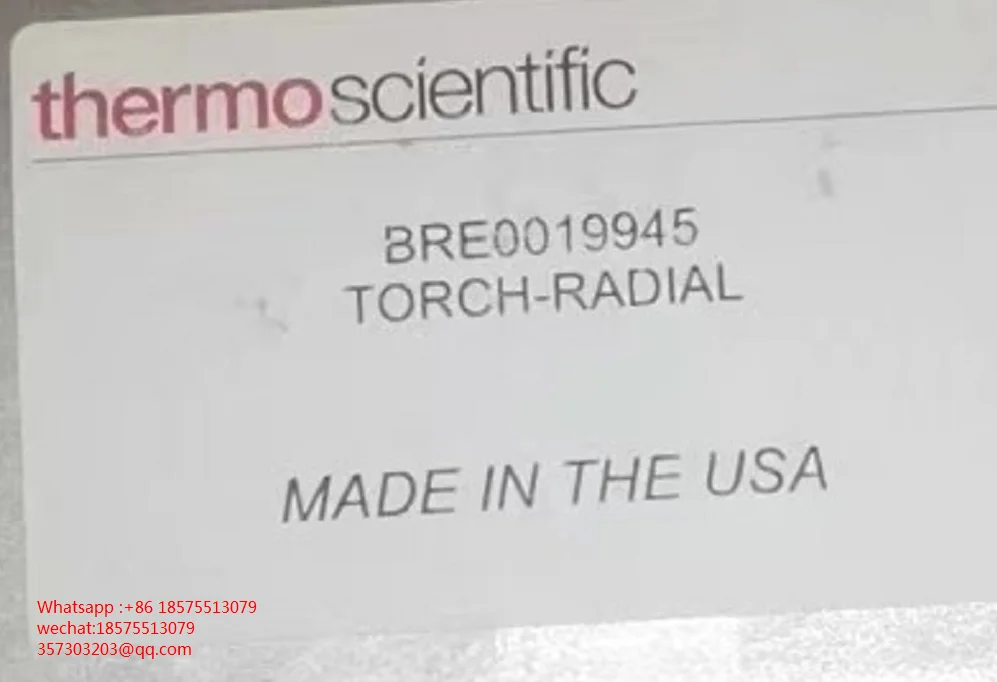 thermoscientific
BRE0019945
TORCH-RADIAL
MADE IN THE USA
Whatsapp :+86 18575513079
wechat:18575513079
357303203@qq.com